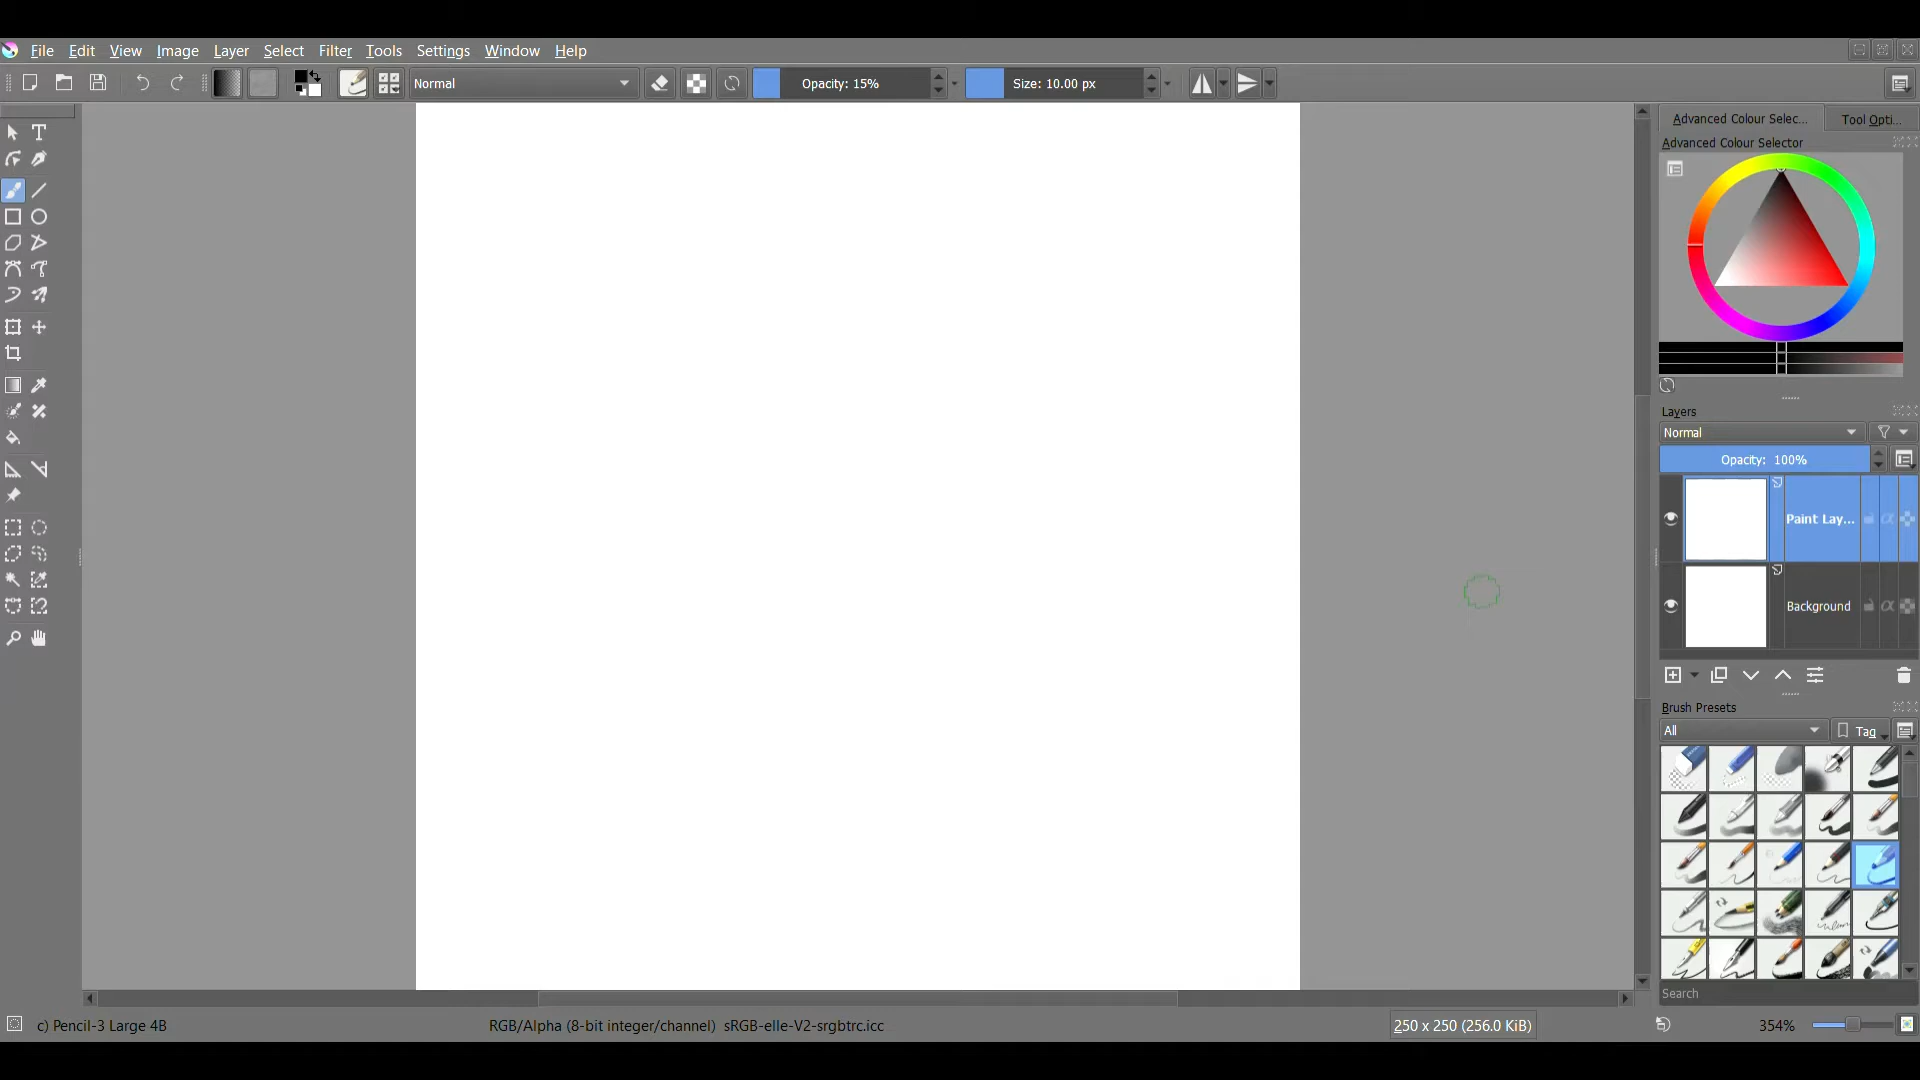 File Edit View Image Layer Select Filter Tools Settings Window Help
Normal Opacity: 15% Size: 10.00 px
Advanced Colour Selec... Tool Opti...
Advanced Colour Selector
Layers
Normal
Opacity: 100%
Paint Lay...
Background
Brush Presets
All Tag
Search
c) Pencil-3 Large 4B RGB/Alpha (8-bit integer/channel) sRGB-elle-V2-srgbtrc.icc 250 x 250 (256.0 KiB) 354%